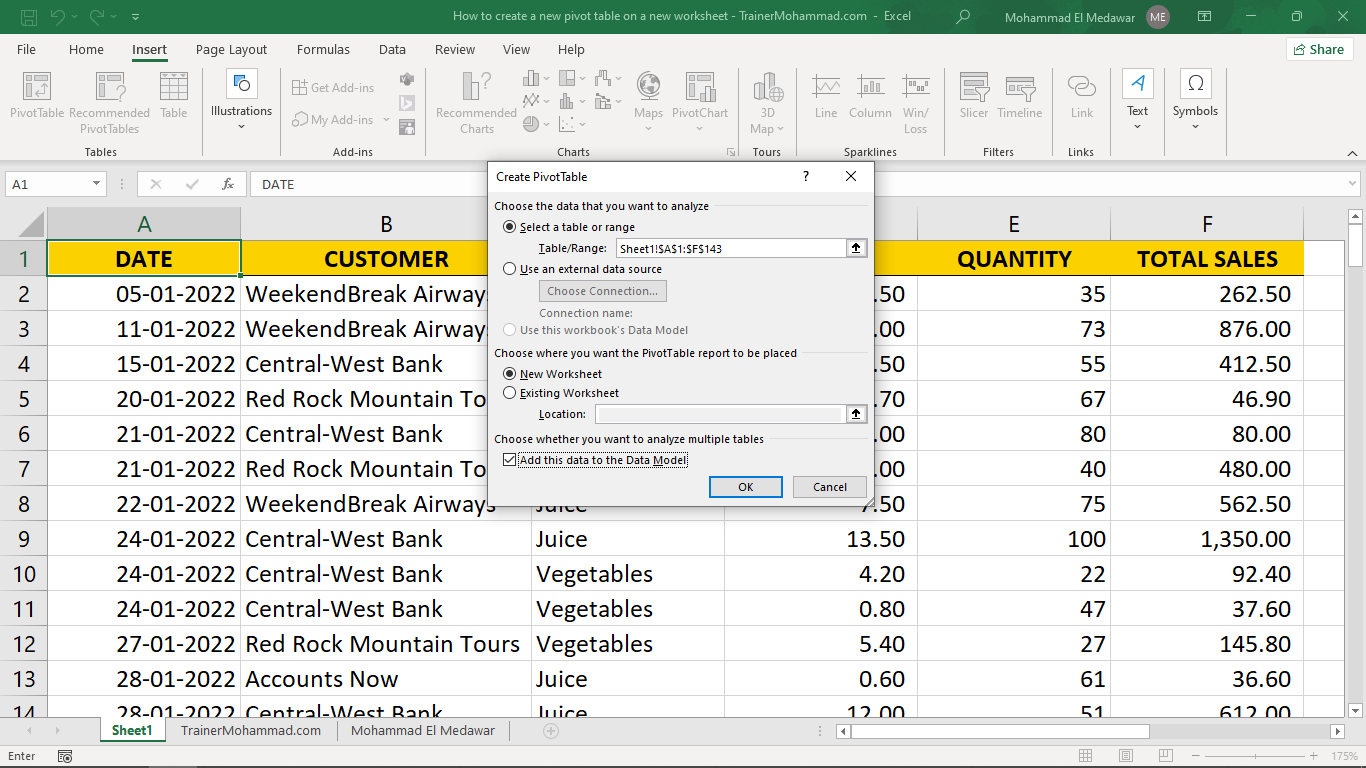 How to create a new pivot table on a new worksheet - TrainerMohammad.com - Excel
Mohammad El Medawar ME
File Home Insert Page Layout Formulas Data Review View Help Share
PivotTable Recommended PivotTables Table
Tables
Illustrations
Get Add-ins
My Add-ins
Add-ins
Recommended Charts
Maps PivotChart
Charts
3D Map
Tours
Line Column Win/Loss
Sparklines
Slicer Timeline
Filters
Link
Links
Text
Symbols
A1 fx DATE
Create PivotTable ?
Choose the data that you want to analyze
Select a table or range
Table/Range: Sheet1!$A$1:$F$143
Use an external data source
Choose Connection...
Connection name:
Use this workbook's Data Model
Choose where you want the PivotTable report to be placed
New Worksheet
Existing Worksheet
Location:
Choose whether you want to analyze multiple tables
Add this data to the Data Model
OK Cancel
A B E F
1 DATE CUSTOMER QUANTITY TOTAL SALES
2 05-01-2022 WeekendBreak Airways .50 35 262.50
3 11-01-2022 WeekendBreak Airways .00 73 876.00
4 15-01-2022 Central-West Bank .50 55 412.50
5 20-01-2022 Red Rock Mountain To .70 67 46.90
6 21-01-2022 Central-West Bank .00 80 80.00
7 21-01-2022 Red Rock Mountain To .00 40 480.00
8 22-01-2022 WeekendBreak Airways Juice 7.50 75 562.50
9 24-01-2022 Central-West Bank Juice 13.50 100 1,350.00
10 24-01-2022 Central-West Bank Vegetables 4.20 22 92.40
11 24-01-2022 Central-West Bank Vegetables 0.80 47 37.60
12 27-01-2022 Red Rock Mountain Tours Vegetables 5.40 27 145.80
13 28-01-2022 Accounts Now Juice 0.60 61 36.60
14 28-01-2022 Central-West Bank Juice 12.00 51 612.00
Sheet1 TrainerMohammad.com Mohammad El Medawar
Enter 175%